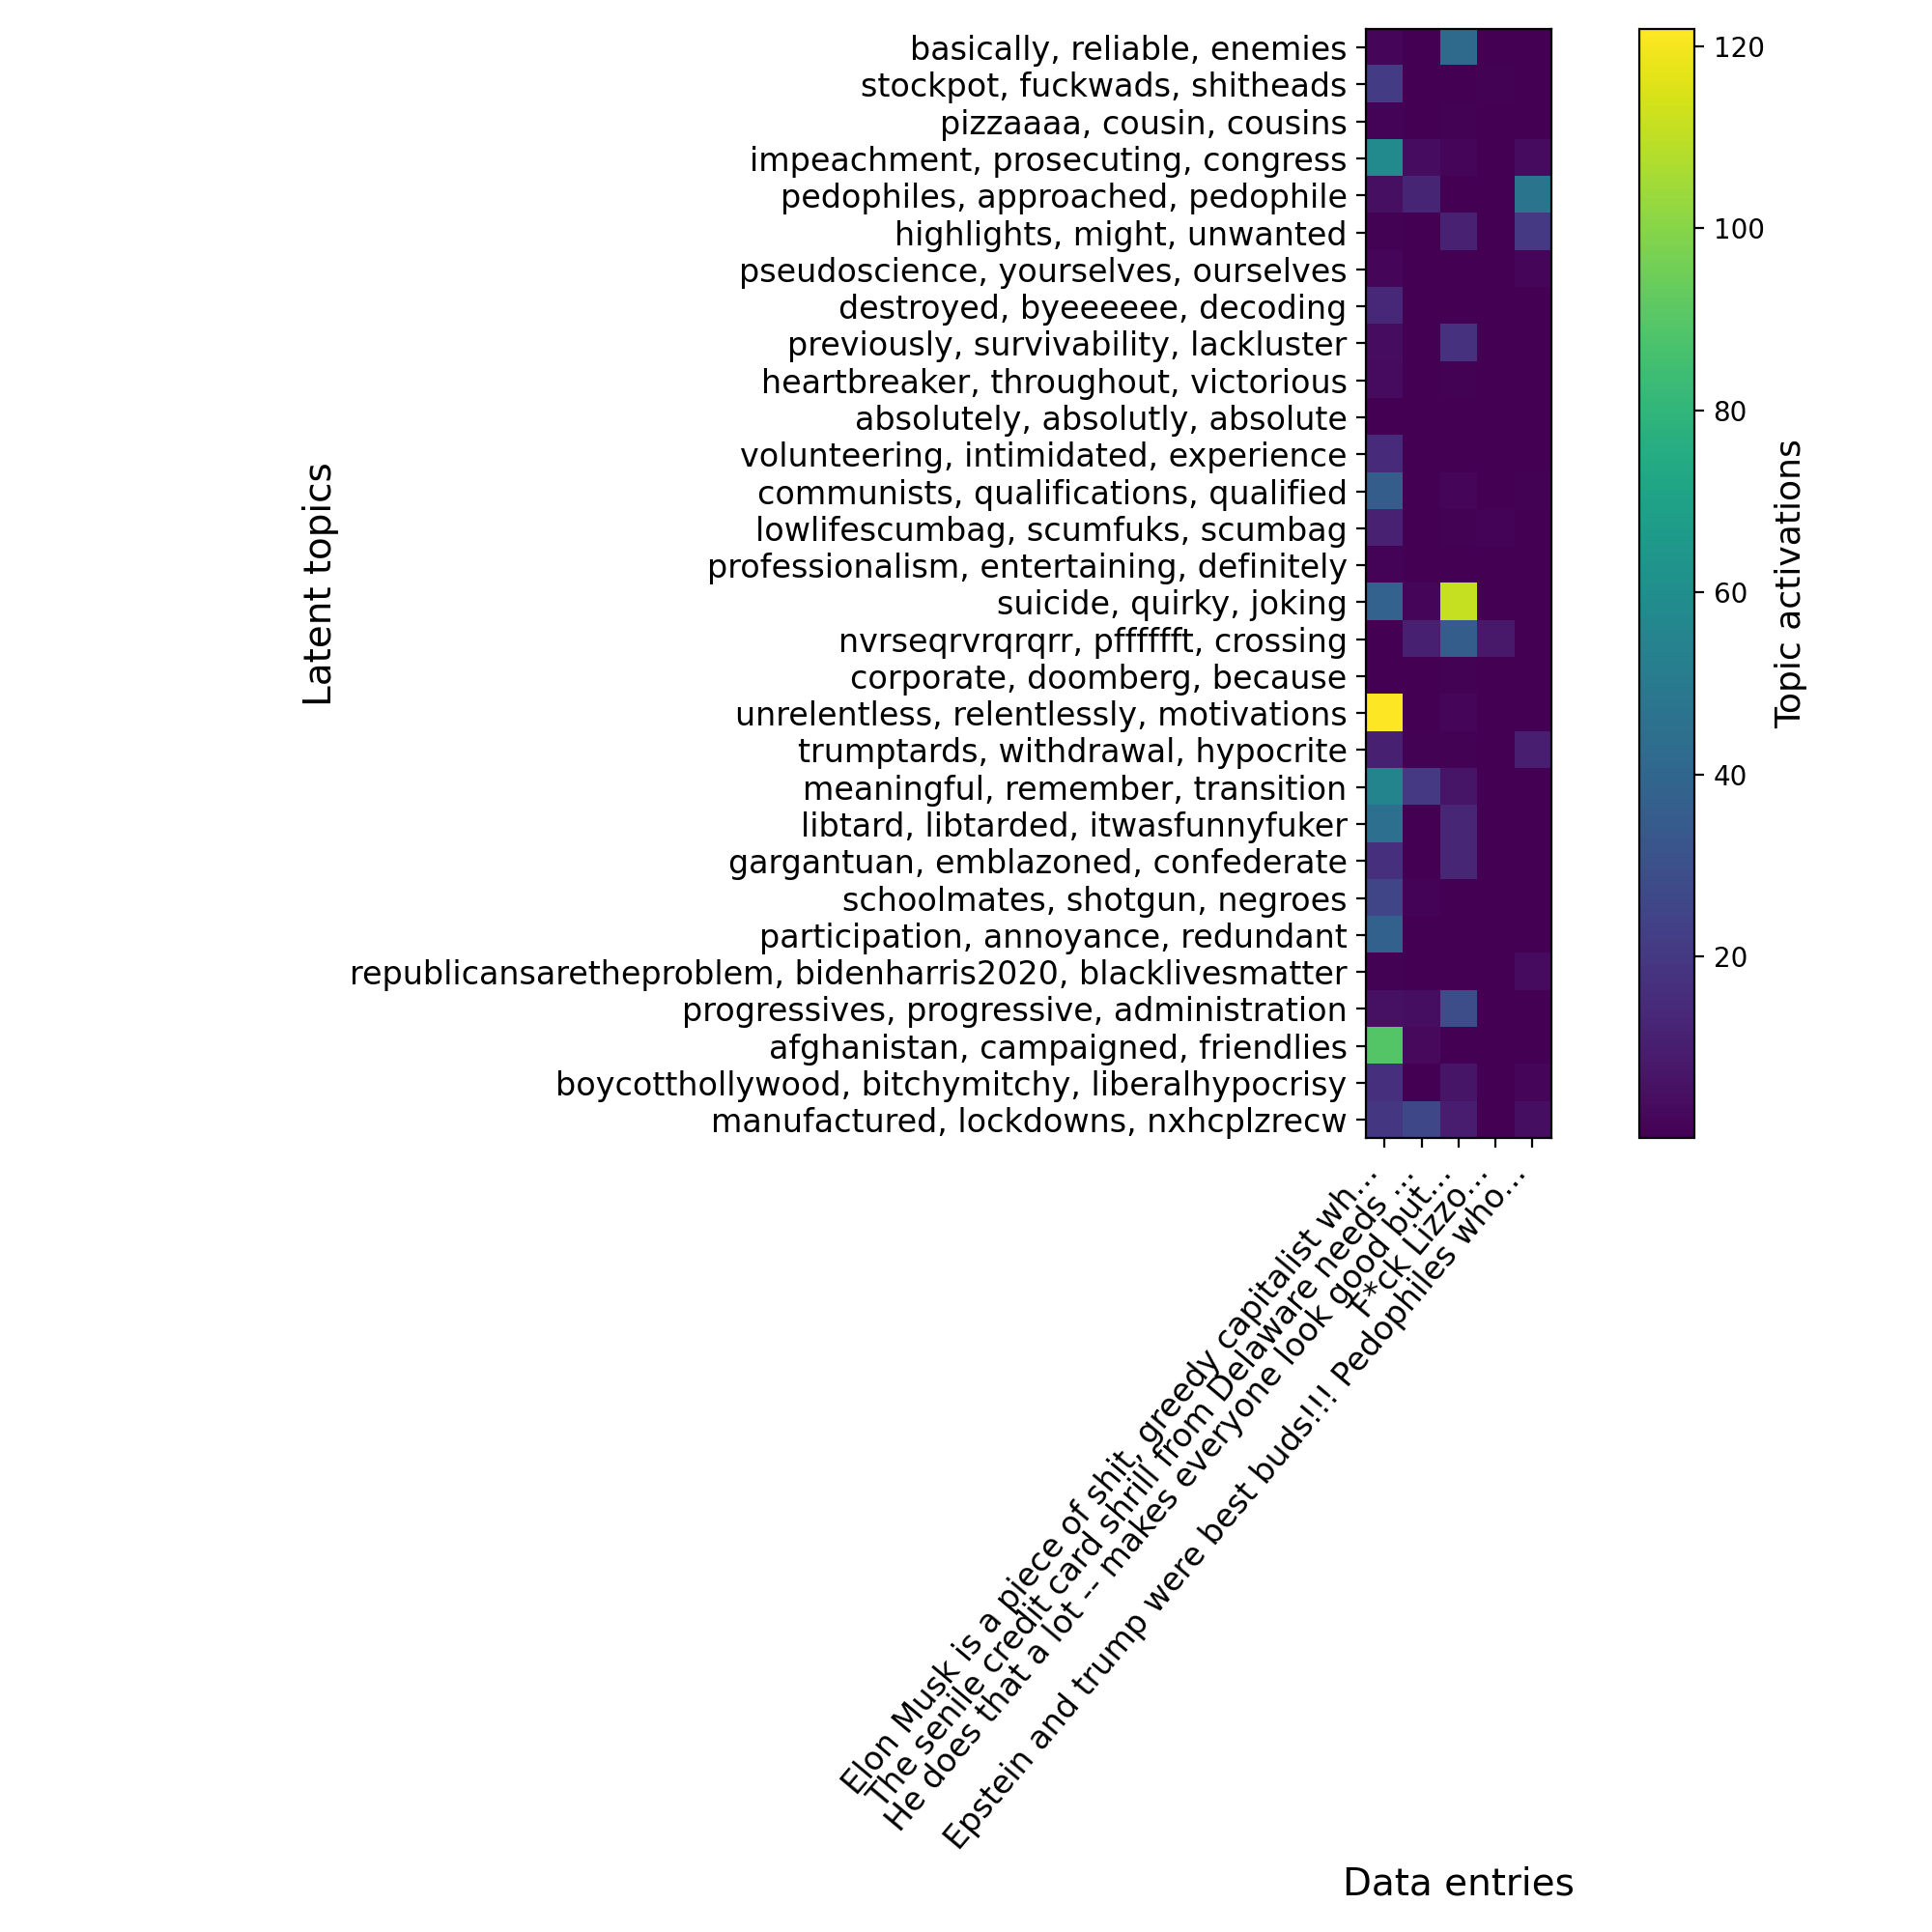 basically, reliable, enemies
stockpot, fuckwads, shitheads
pizzaaaa, cousin, cousins
impeachment, prosecuting, congress
pedophiles, approached, pedophile
highlights, might, unwanted
pseudoscience, yourselves, ourselves
destroyed, byeeeeee, decoding
previously, survivability, lackluster
heartbreaker, throughout, victorious
absolutely, absolutly, absolute
volunteering, intimidated, experience
communists, qualifications, qualified
lowlifescumbag, scumfuks, scumbag
professionalism, entertaining, definitely
suicide, quirky, joking
nvrseqrvrqrqrr, pfffffft, crossing
corporate, doomberg, because
unrelentless, relentlessly, motivations
trumptards, withdrawal, hypocrite
meaningful, remember, transition
libtard, libtarded, itwasfunnyfuker
gargantuan, emblazoned, confederate
schoolmates, shotgun, negroes
participation, annoyance, redundant
republicansaretheproblem, bidenharris2020, blacklivesmatter
progressives, progressive, administration
afghanistan, campaigned, friendlies
boycotthollywood, bitchymitchy, liberalhypocrisy
manufactured, lockdowns, nxhcplzrecw
Latent topics
120
100
80
60
40
20
Topic activations
Elon Musk is a piece of shit, greedy capitalist wh...
The senile credit card shrill from Delaware needs ...
He does that a lot -- makes everyone look good but...
F*ck Lizzo...
Epstein and trump were best buds!!! Pedophiles who...
Data entries